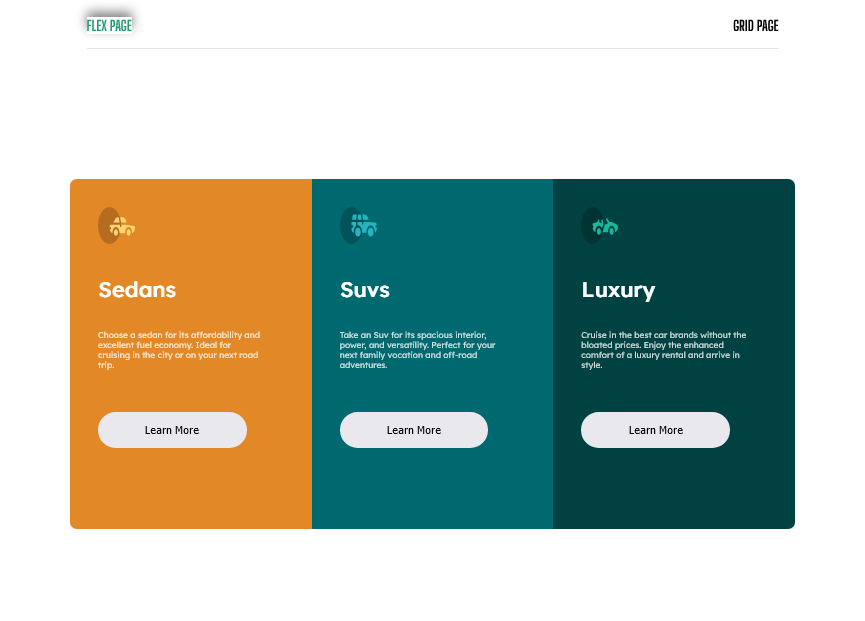 FLEX PAGE
GRID PAGE
Sedans
Choose a sedan for its affordability and
excellent fuel economy. Ideal for
cruising in the city or on your next road
trip.
Learn More
Suvs
Take an Suv for its spacious interior,
power, and versatility. Perfect for your
next family vocation and off-road
adventures.
Learn More
Luxury
Cruise in the best car brands without the
bloated prices. Enjoy the enhanced
comfort of a luxury rental and arrive in
style.
Learn More